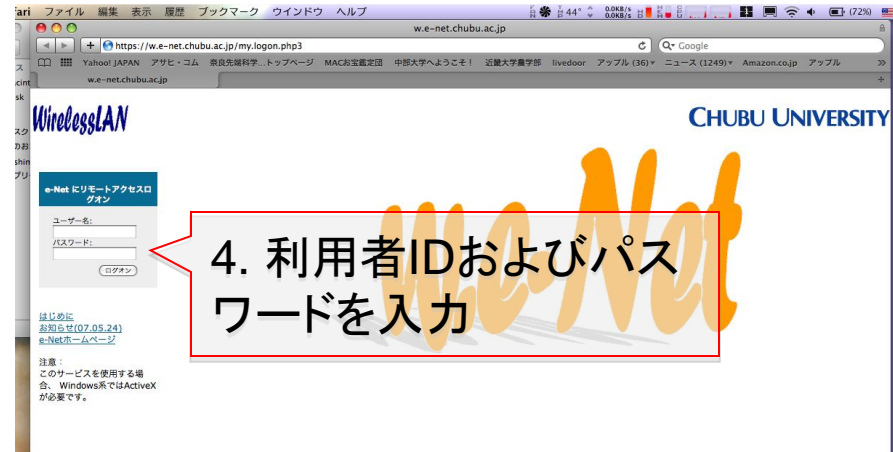 ari ファイル 編集 表示 履歴 ブックマーク ウインドウ ヘルプ 44° 0.0KB/s 0.0KB/s (72%)
w.e-net.chubu.ac.jp
https://w.e-net.chubu.ac.jp/my.logon.php3 Google
Yahoo! JAPAN アサヒ・コム 奈良先端科学...トップページ MACお宝鑑定団 中部大学へようこそ! 近畿大学農学部 livedoor アップル (36) ニュース (1249) Amazon.co.jp アップル
w.e-net.chubu.ac.jp
WirelessLAN
CHUBU UNIVERSITY
we-Net
e-Net にリモートアクセスロ
グオン
ユーザー名:
パスワード:
ログオン
4. 利用者IDおよびパス
ワードを入力
はじめに
お知らせ(07.05.24)
e-Netホームページ
注意:
このサービスを使用する場
合、 Windows系ではActiveX
が必要です。